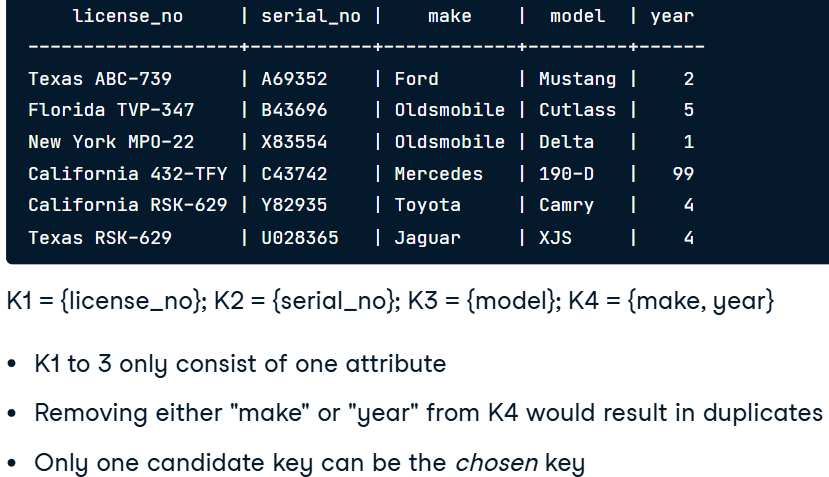 license_no | serial_no | make | model | year
-------------------+-----------+------------+---------+------
Texas ABC-739 | A69352 | Ford | Mustang | 2
Florida TVP-347 | B43696 | Oldsmobile | Cutlass | 5
New York MPO-22 | X83554 | Oldsmobile | Delta | 1
California 432-TFY | C43742 | Mercedes | 190-D | 99
California RSK-629 | Y82935 | Toyota | Camry | 4
Texas RSK-629 | U028365 | Jaguar | XJS | 4
K1 = {license_no}; K2 = {serial_no}; K3 = {model}; K4 = {make, year}
• K1 to 3 only consist of one attribute
• Removing either "make" or "year" from K4 would result in duplicates
• Only one candidate key can be the chosen key